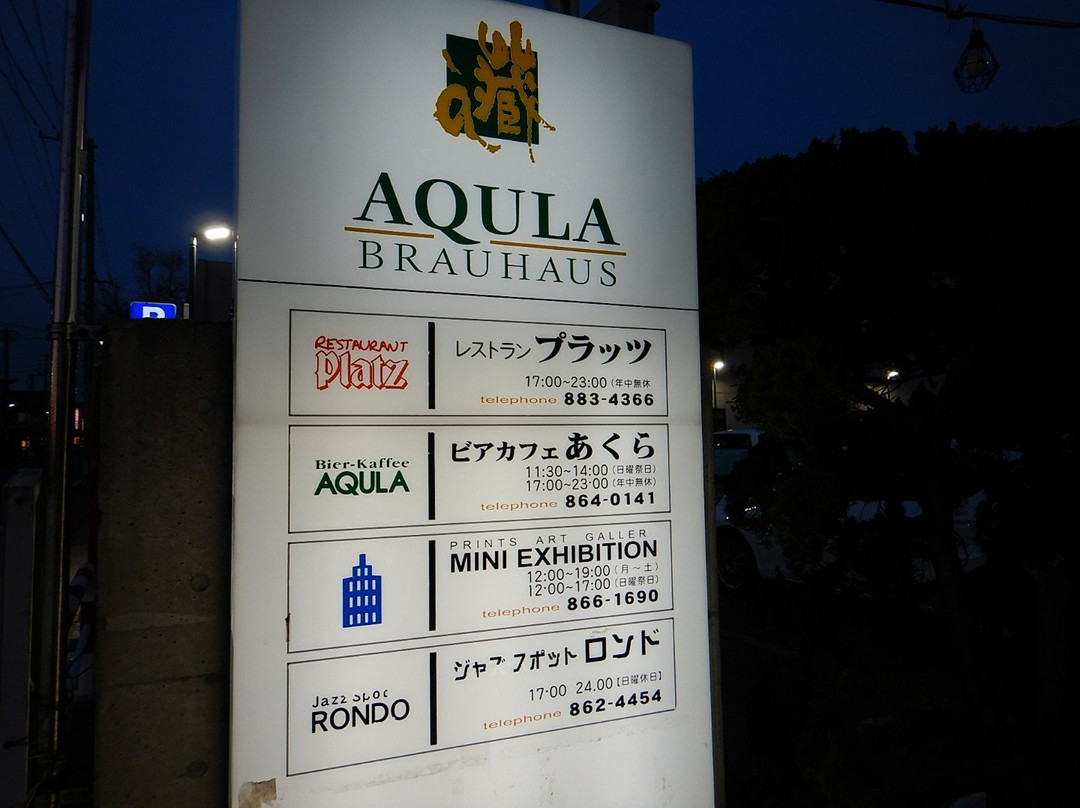 あ蔵
AQULA
BRAUHAUS
P
RESTAURANT
Platz
レストラン プラッツ
17:00~23:00 (年中無休
telephone 883-4366
Bier-Kaffee
AQULA
ビアカフェ あくら
11:30~14:00 (日曜祭日)
17:00~23:00 (年中無休)
telephone 864-0141
PRINTS ART GALLER
MINI EXHIBITION
12:00~19:00 (月~土)
12:00~17:00 (日曜祭日)
telephone 866-1690
Jazz Spot
RONDO
ジャズスポット ロンド
17:00 24.00【日曜休日】
telephone 862-4454